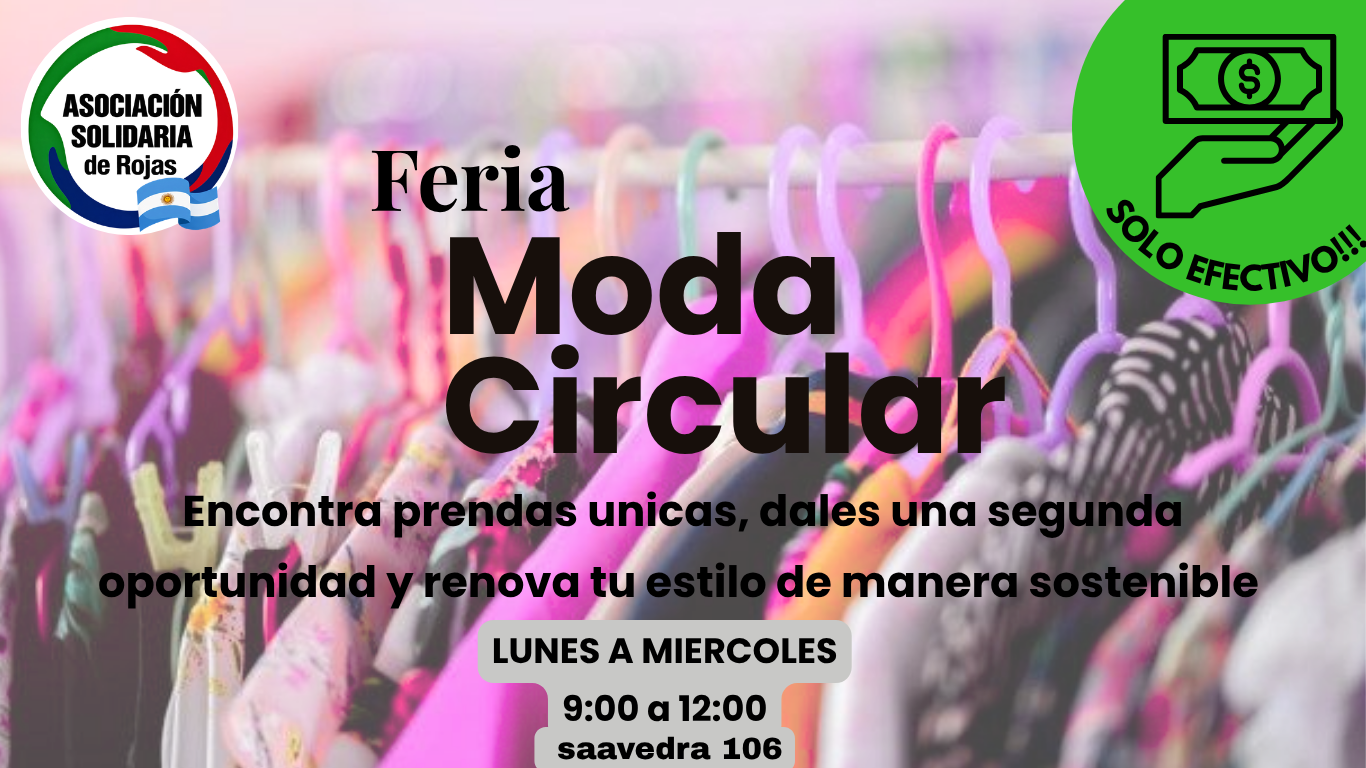 ASOCIACIÓN
SOLIDARIA
de Rojas
$
SOLO EFECTIVO!!!
Feria
Moda
Circular
Encontra prendas unicas, dales una segunda
oportunidad y renova tu estilo de manera sostenible
LUNES A MIERCOLES
9:00 a 12:00
saavedra 106